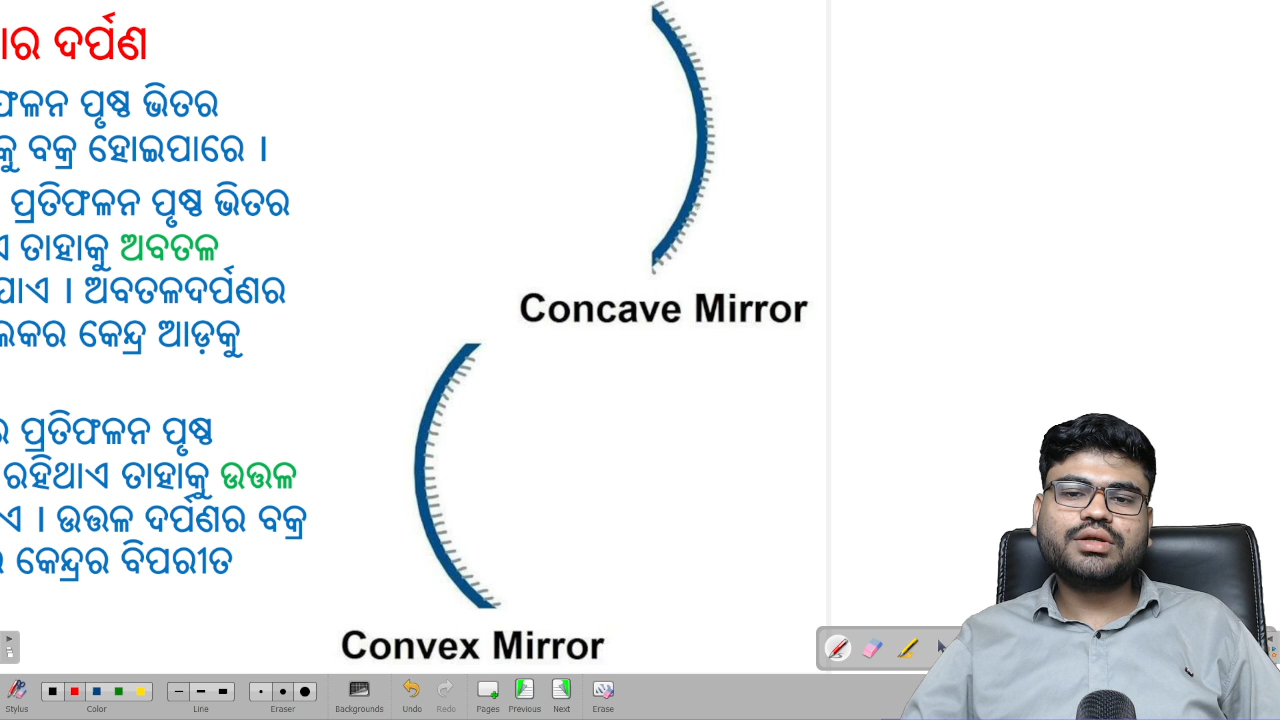 ଦର୍ପଣ
ପୃଷ୍ଠ ଭିତର
ବକ୍ର ହୋଇପାରେ ।
ପ୍ରତିଫଳନ ପୃଷ୍ଠ ଭିତର
ତାହାକୁ ଅବତଳ
। ଅବତଳଦର୍ପଣର
କେନ୍ଦ୍ର ଆଡ଼କୁ
ପ୍ରତିଫଳନ ପୃଷ୍ଠ
ରହିଥାଏ ତାହାକୁ ଉତ୍ତଳ
। ଉତ୍ତଳ ଦର୍ପଣର ବକ୍ର
କେନ୍ଦ୍ରର ବିପରୀତ
Concave Mirror
Convex Mirror
Stylus Color Line Eraser Backgrounds Undo Redo Pages Previous Next Erase